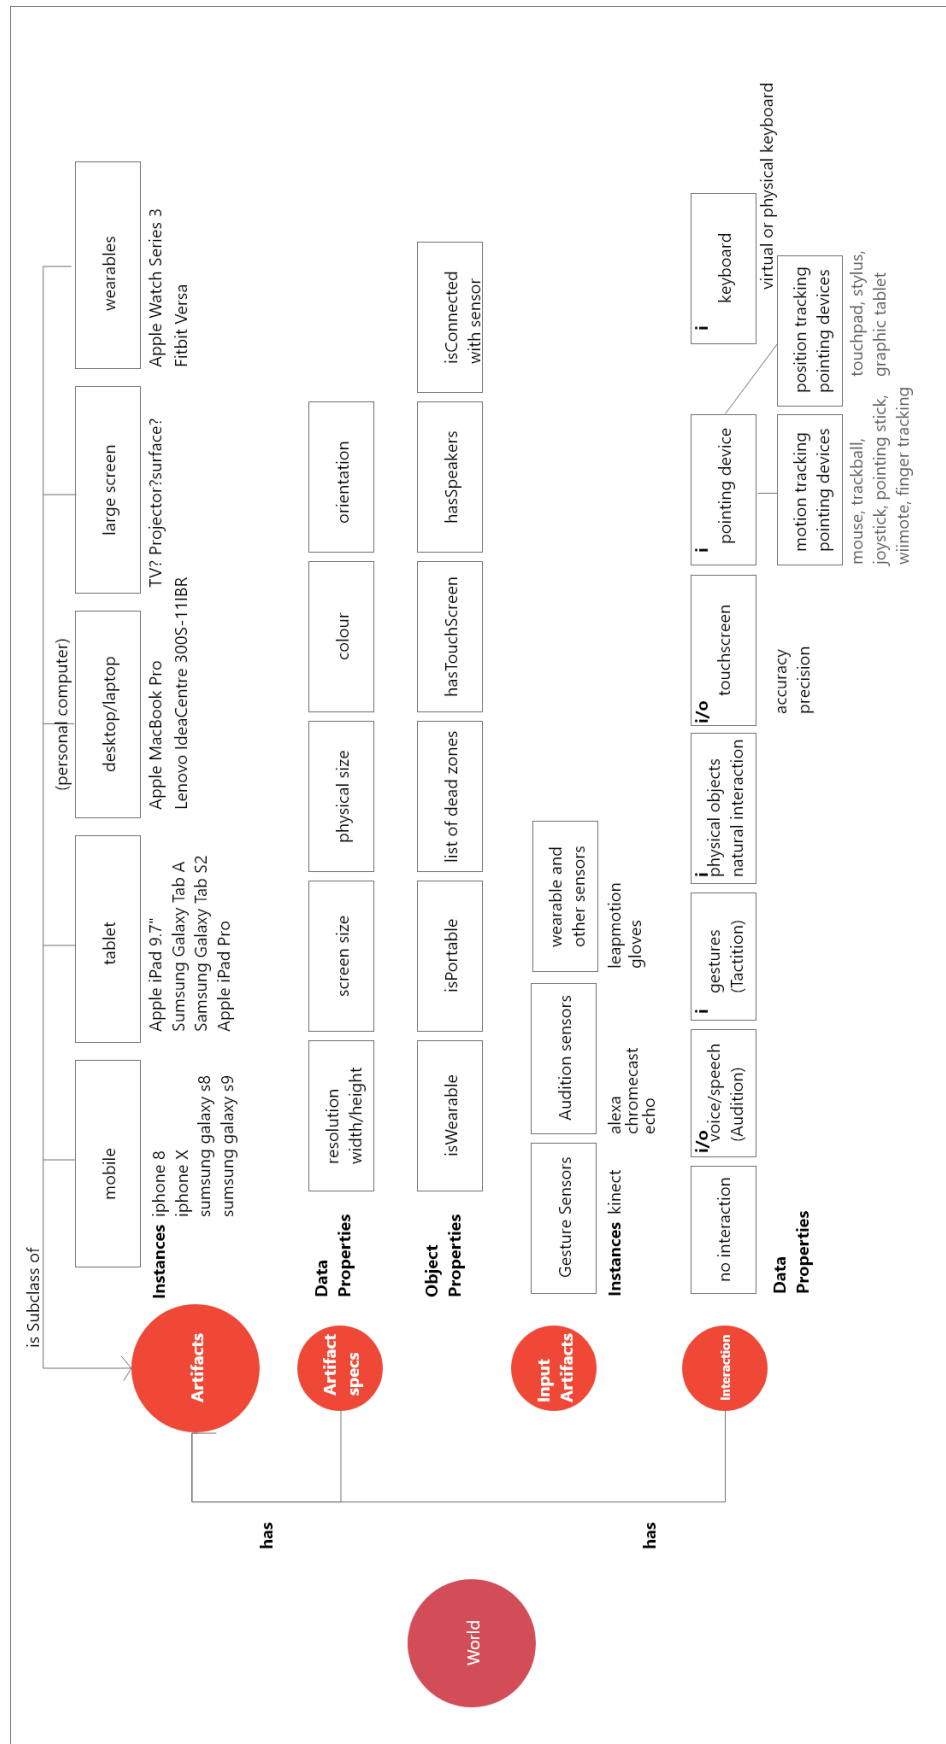 is Subclass of
(personal computer)
mobile
tablet
desktop/laptop
large screen
wearables
Instances
iphone 8
iphone X
sumsung galaxy s8
sumsung galaxy s9
Apple iPad 9.7"
Sumsung Galaxy Tab A
Samsung Galaxy Tab S2
Apple iPad Pro
Apple MacBook Pro
Lenovo IdeaCentre 300S-11IBR
TV? Projector?surface?
Apple Watch Series 3
Fitbit Versa
Artifacts
has
Artifact
specs
Data
Properties
resolution
width/height
screen size
physical size
colour
orientation
Object
Properties
isWearable
isPortable
list of dead zones
hasTouchScreen
hasSpeakers
isConnected
with sensor
World
Input
Artifacts
Gesture Sensors
Audition sensors
wearable and
other sensors
Instances
kinect
alexa
chromecast
echo
leapmotion
gloves
has
Interaction
no interaction
i/o
voice/speech
(Audition)
i
gestures
(Tactition)
i
physical objects
natural interaction
i/o
touchscreen
i
pointing device
i
keyboard
virtual or physical keyboard
Data
Properties
accuracy
precision
motion tracking
pointing devices
position tracking
pointing devices
mouse, trackball,
joystick, pointing stick,
wiimote, finger tracking
touchpad, stylus,
graphic tablet